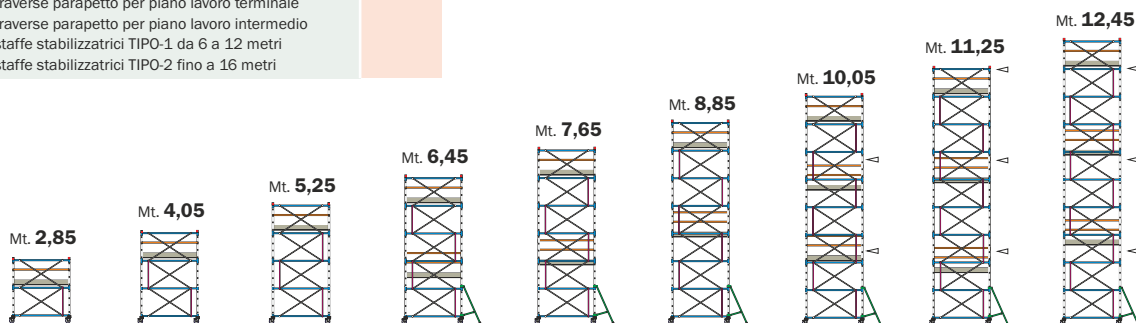 traverse parapetto per piano lavoro terminale
traverse parapetto per piano lavoro intermedio
staffe stabilizzatrici TIPO-1 da 6 a 12 metri
staffe stabilizzatrici TIPO-2 fino a 16 metri
Mt. 2,85
Mt. 4,05
Mt. 5,25
Mt. 6,45
Mt. 7,65
Mt. 8,85
Mt. 10,05
Mt. 11,25
Mt. 12,45